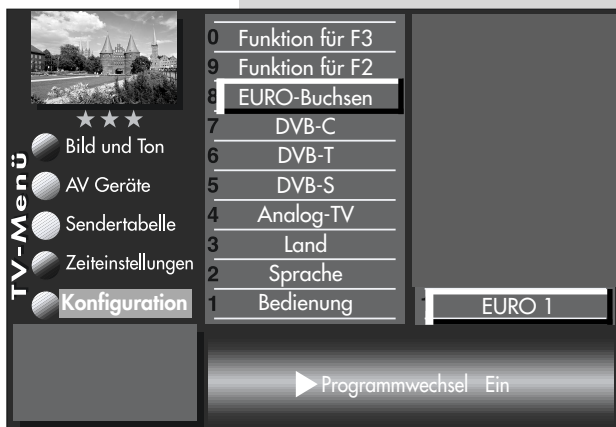 TV-Menü
Bild und Ton
AV Geräte
Sendertabelle
Zeiteinstellungen
Konfiguration
0 Funktion für F3
9 Funktion für F2
8 EURO-Buchsen
7 DVB-C
6 DVB-T
5 DVB-S
4 Analog-TV
3 Land
2 Sprache
1 Bedienung
1 EURO 1
Programmwechsel Ein